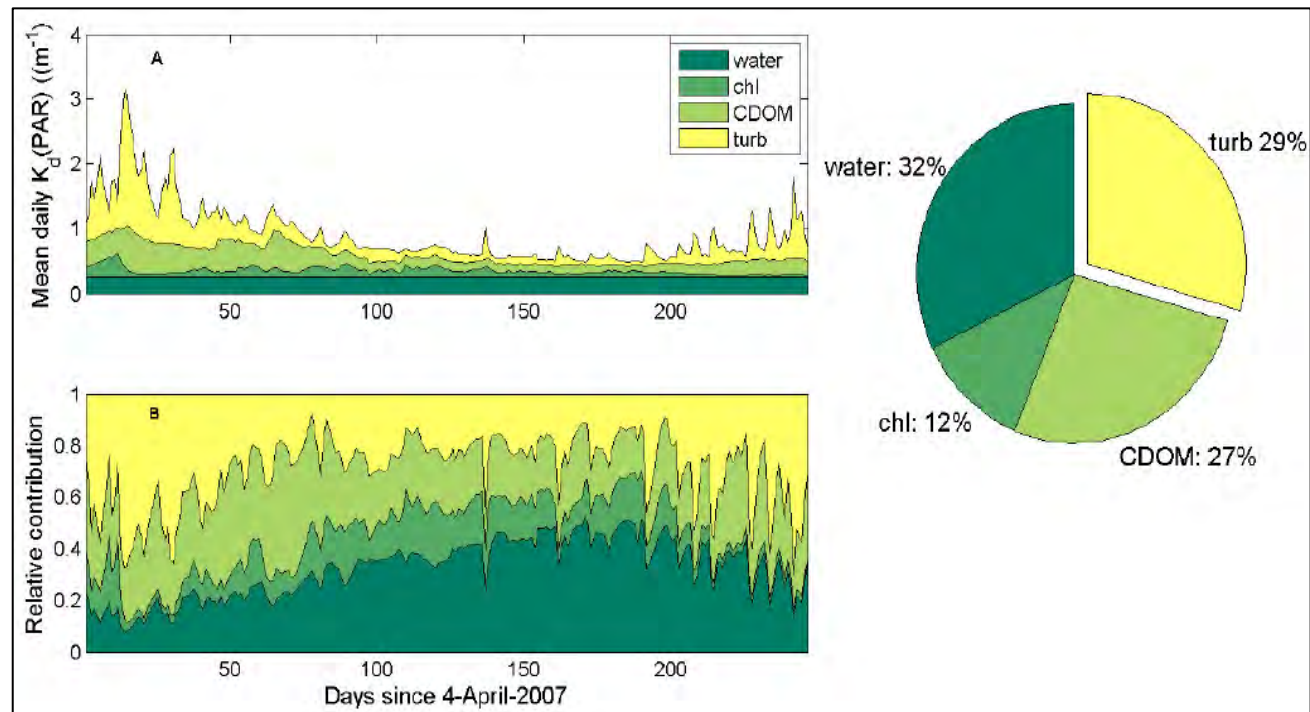 A
Mean daily K_d(PAR) ((m^-1)
4
3
2
1
0
50
100
150
200
water
chl
CDOM
turb
B
Relative contribution
1
0.8
0.6
0.4
0.2
0
50
100
150
200
Days since 4-April-2007
turb 29%
water: 32%
chl: 12%
CDOM: 27%